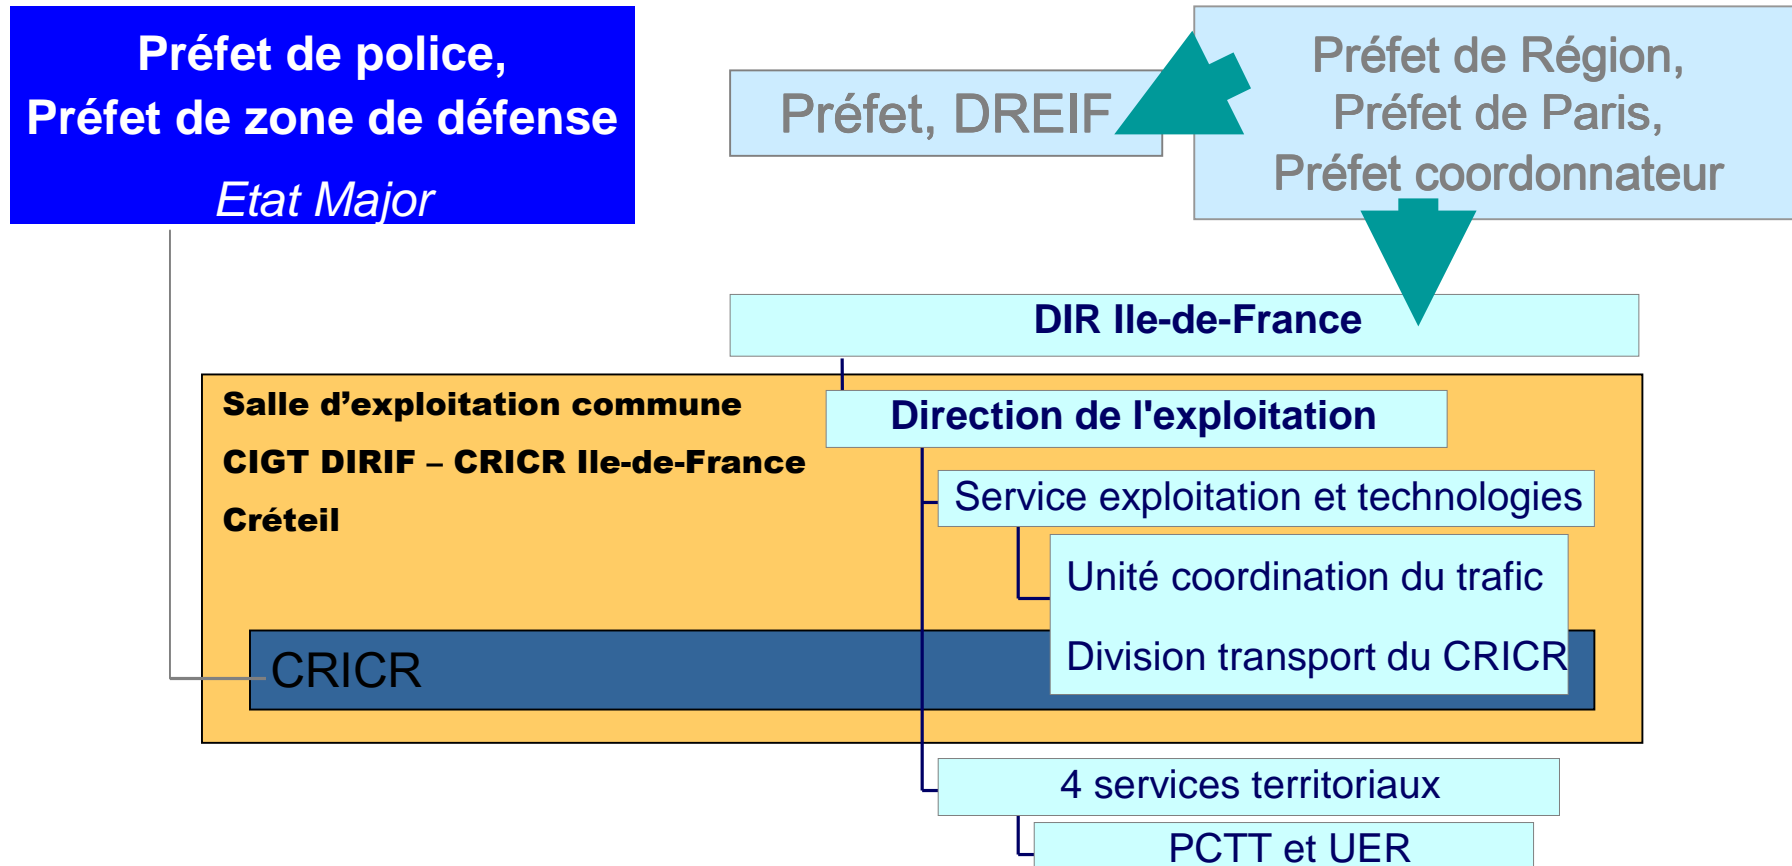 Préfet de police,
Préfet de zone de défense
Etat Major
Préfet, DREIF
Préfet de Région,
Préfet de Paris,
Préfet coordonnateur
DIR Ile-de-France
Salle d’exploitation commune
CIGT DIRIF – CRICR Ile-de-France
Créteil
Direction de l'exploitation
Service exploitation et technologies
Unité coordination du trafic
Division transport du CRICR
CRICR
4 services territoriaux
PCTT et UER